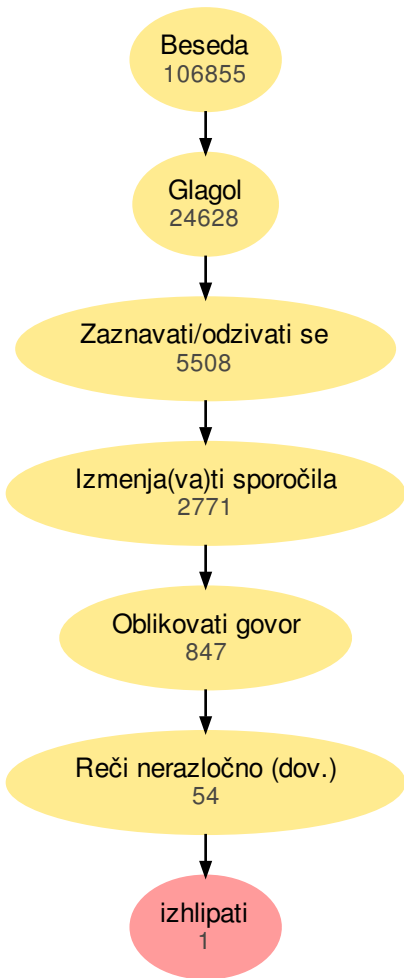 Beseda
106855
Glagol
24628
Zaznavati/odzivati se
5508
Izmenja(va)ti sporočila
2771
Oblikovati govor
847
Reči nerazločno (dov.)
54
izhlipati
1